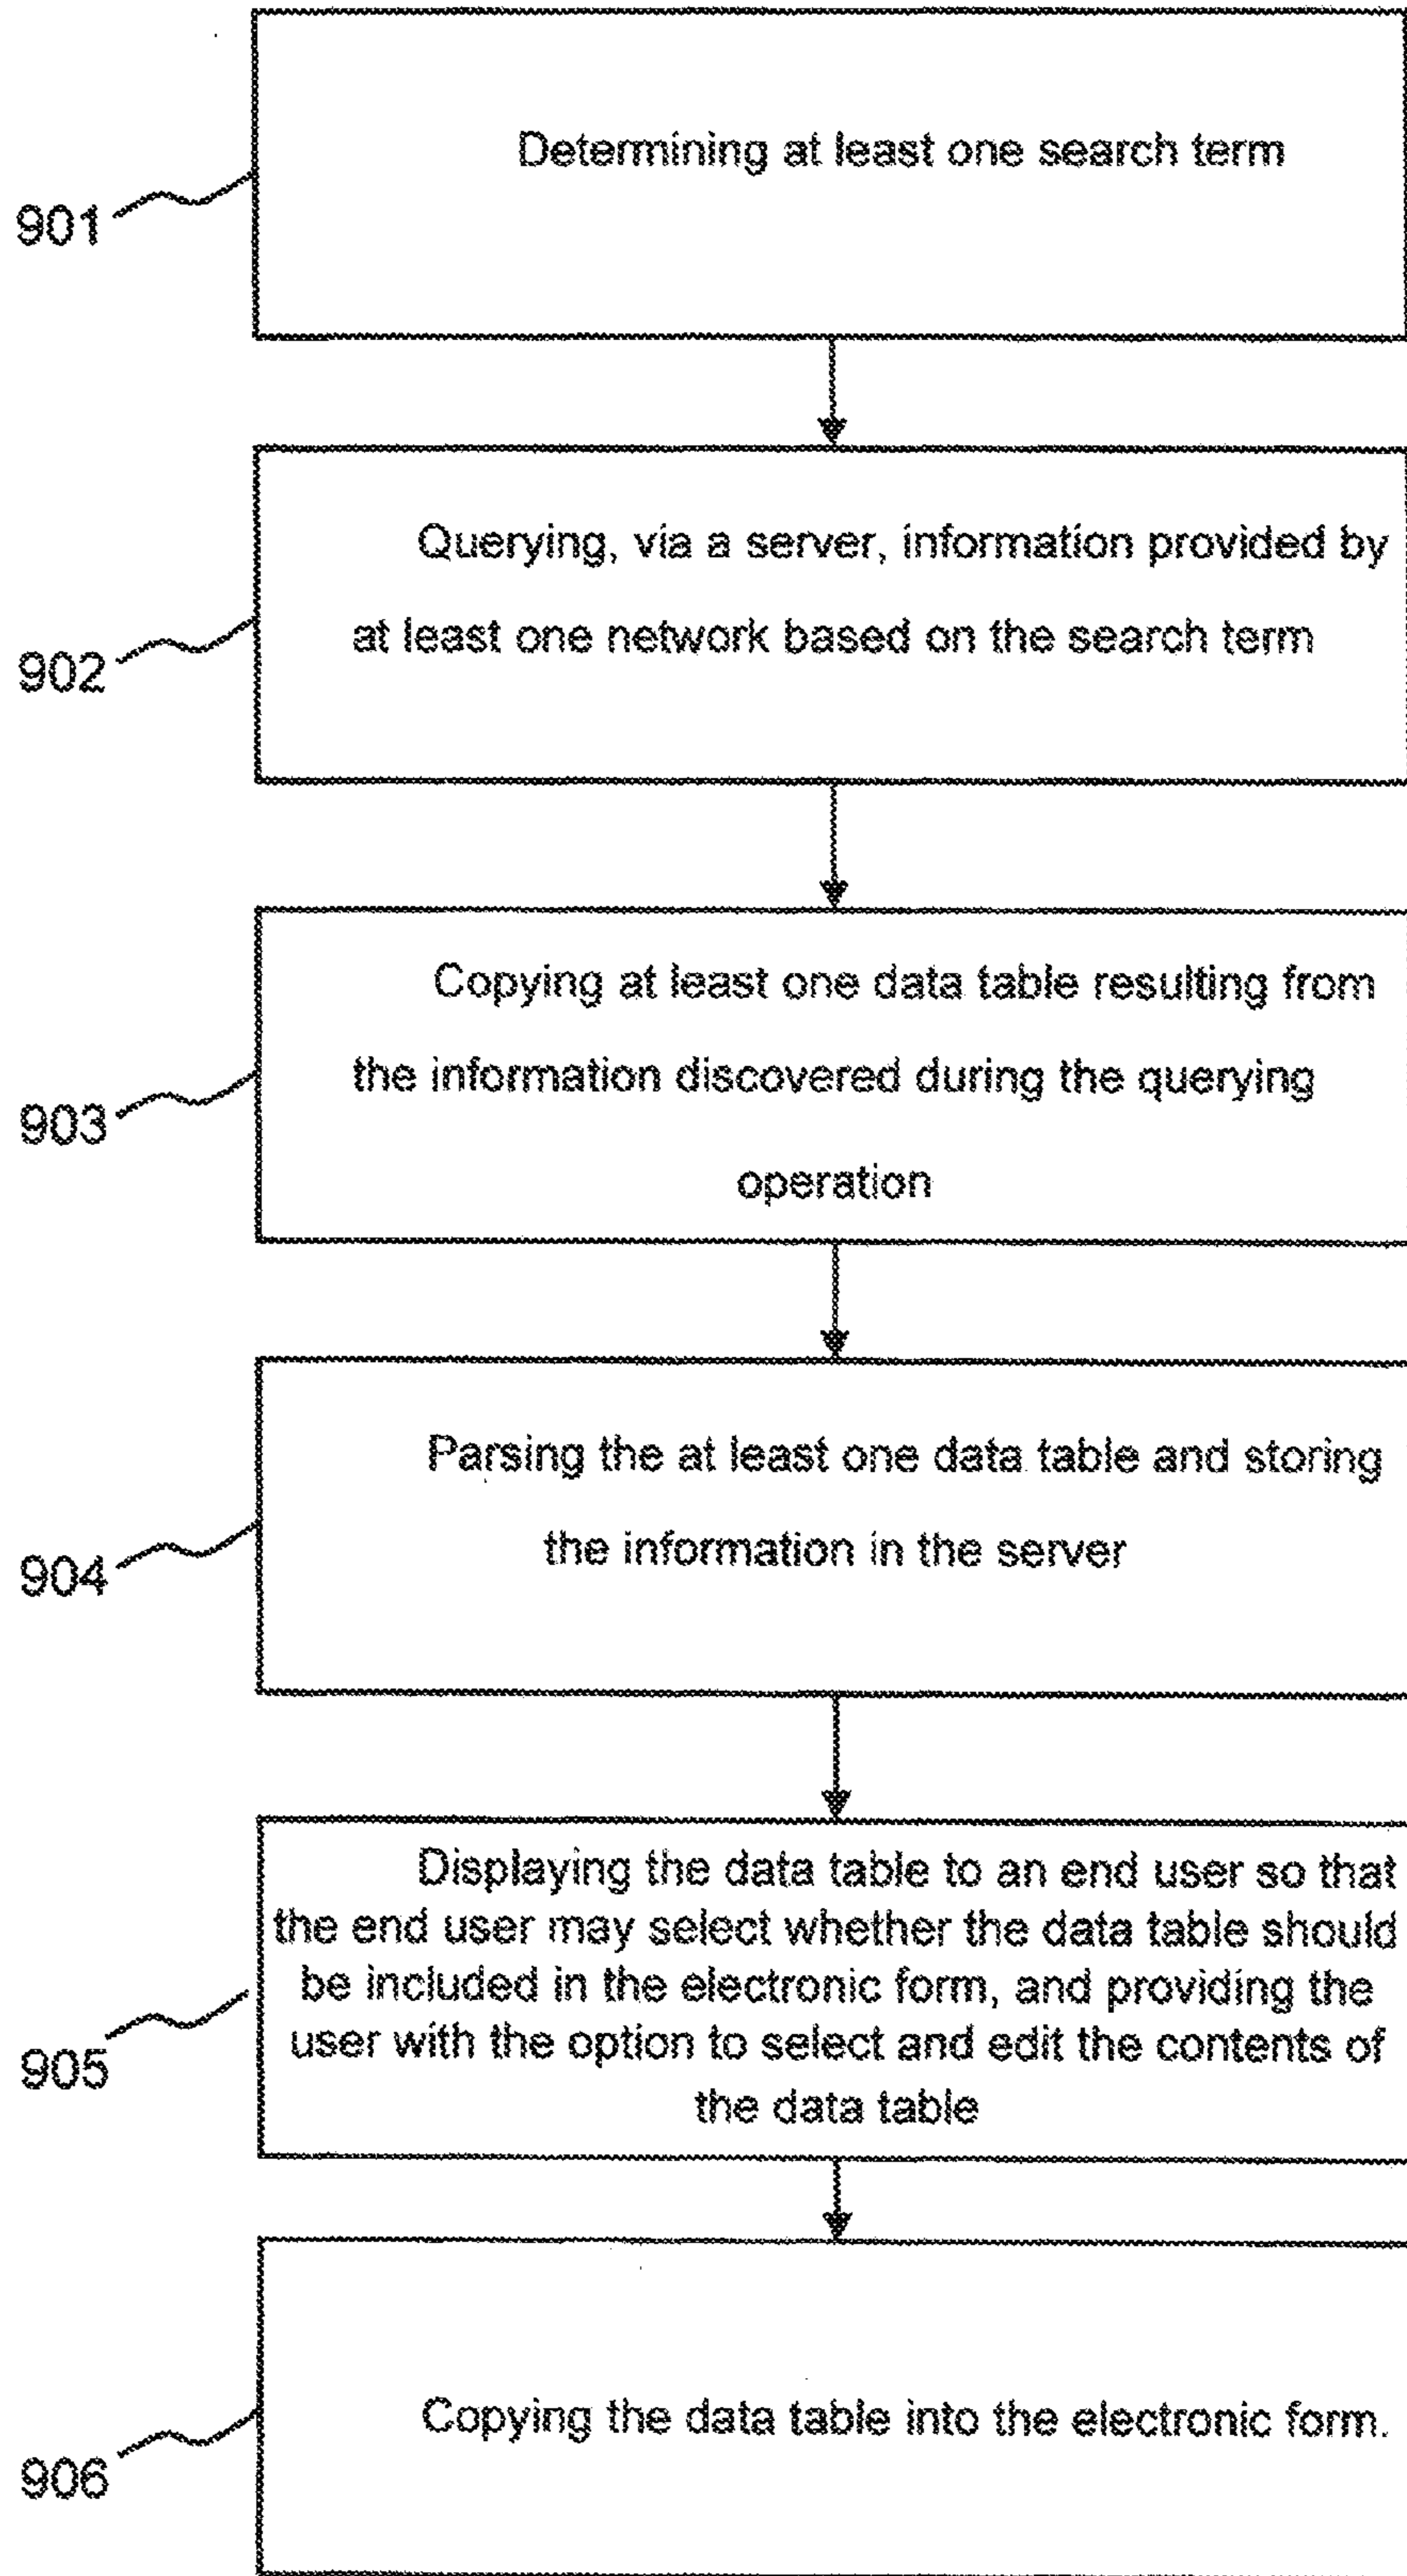 Determining at least one search term
901
Querying, via a server, information provided by
at least one network based on the search term
902
Copying at least one data table resulting from
the information discovered during the querying
operation
903
Parsing the at least one data table and storing
the information in the server
904
Displaying the data table to an end user so that
the end user may select whether the data table should
be included in the electronic form, and providing the
user with the option to select and edit the contents of
the data table
905
Copying the data table into the electronic form.
906